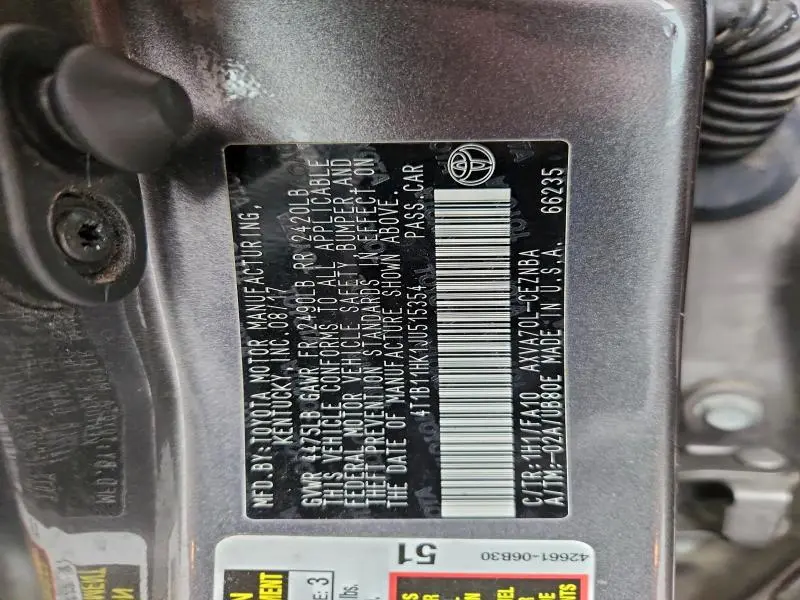 MFD. BY: TOYOTA MOTOR MANUFACTURING,
KENTUCKY, INC. 08/17
GVWR 4475LB GAWR FR 2490LB RR 2420LB
THIS VEHICLE CONFORMS TO ALL APPLICABLE
FEDERAL MOTOR VEHICLE SAFETY, BUMPER AND
THEFT PREVENTION STANDARDS IN EFFECT ON
THE DATE OF MANUFACTURE SHOWN ABOVE.
4T1B11HK1JU515354 PASS. CAR
C/TR: 1H1/FA10 AXVA70L-CEZNBA
A/TM: -02A/UB80E MADE IN U.S.A. 66235
51
42661-06B30